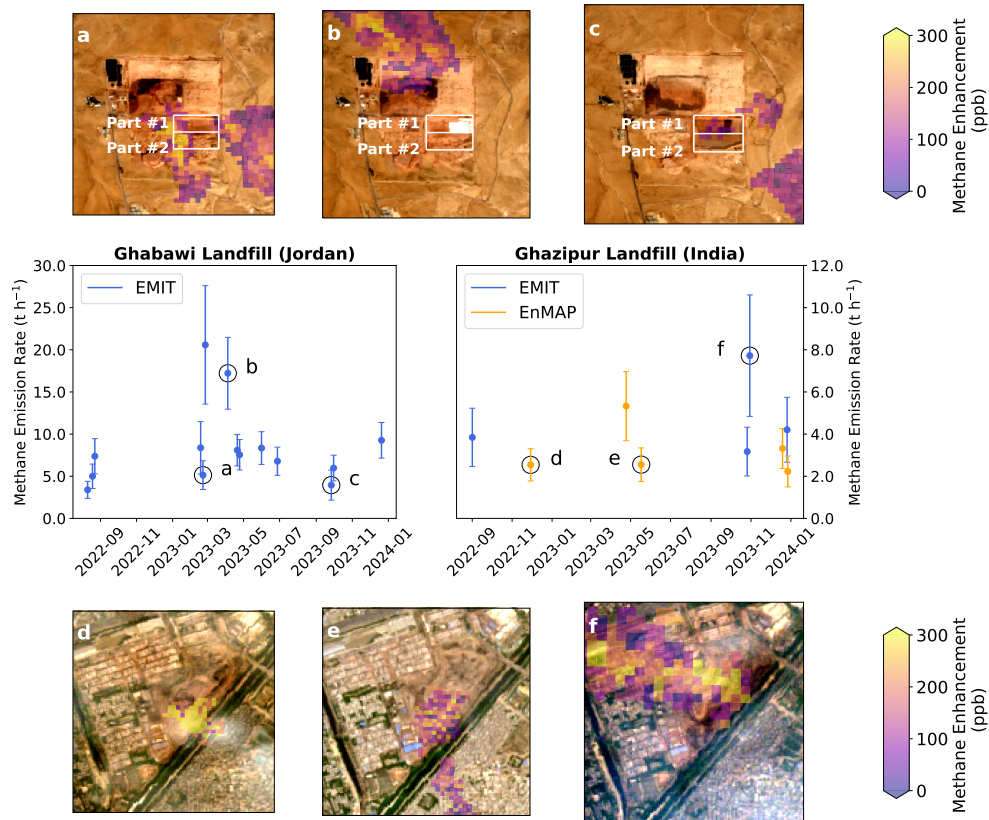 a
Part #1
Part #2
b
Part #1
Part #2
c
Part #1
Part #2
300
200
100
0
Methane Enhancement
(ppb)
Ghabawi Landfill (Jordan)
30.0
25.0
20.0
15.0
10.0
5.0
0.0
Methane Emission Rate (t h⁻¹)
EMIT
b
a
c
2022-09
2022-11
2023-01
2023-03
2023-05
2023-07
2023-09
2023-11
2024-01
Ghazipur Landfill (India)
EMIT
EnMAP
f
d
e
12.0
10.0
8.0
6.0
4.0
2.0
0.0
Methane Emission Rate (t h⁻¹)
2022-09
2022-11
2023-01
2023-03
2023-05
2023-07
2023-09
2023-11
2024-01
d
e
f
300
200
100
0
Methane Enhancement
(ppb)